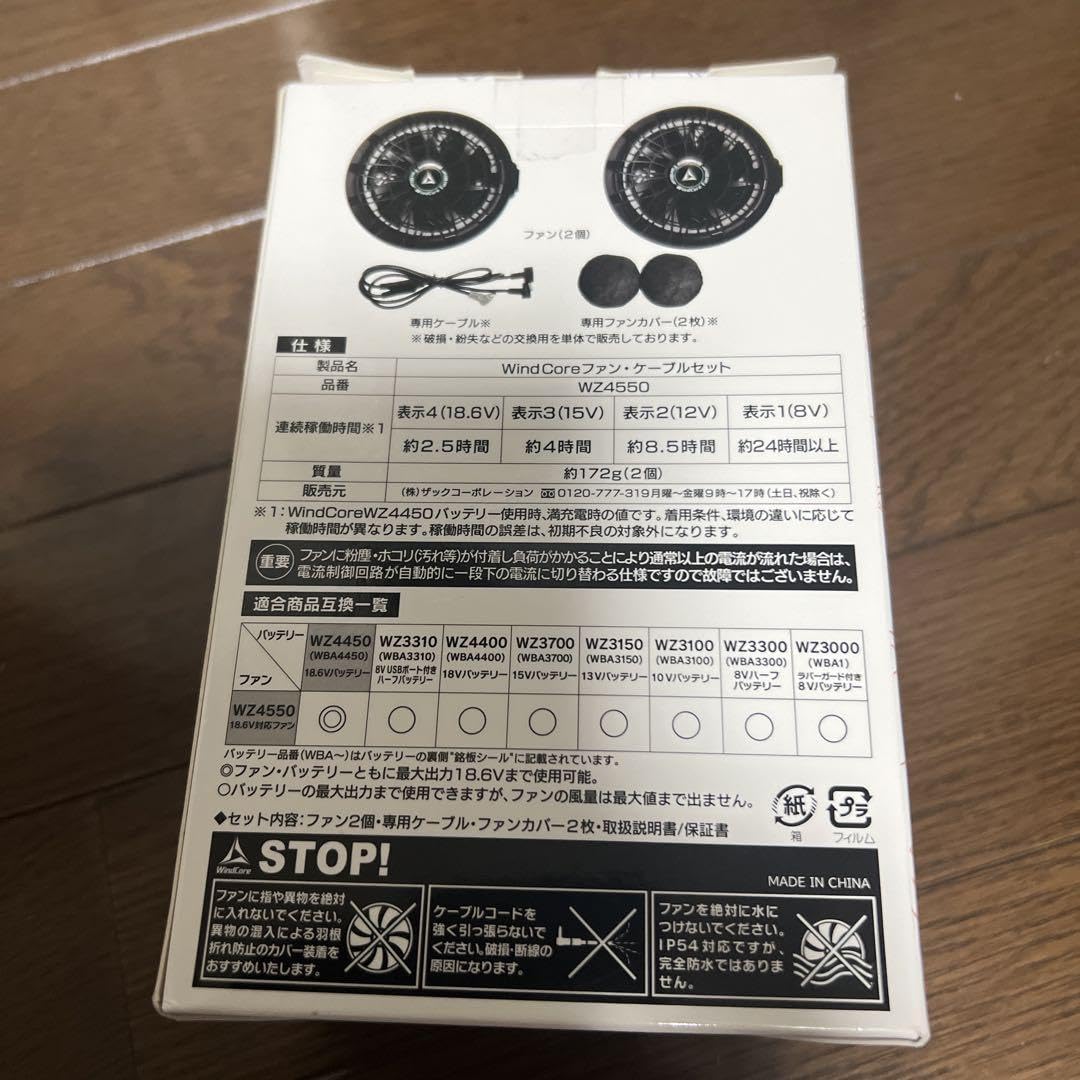 ファン(2個)
専用ケーブル※
専用ファンカバー(2枚)※
※破損・紛失などの交換用を単体で販売しております。
仕様
製品名 WindCoreファン・ケーブルセット
品番 WZ4550
連続稼働時間※1
表示4(18.6V) 表示3(15V) 表示2(12V) 表示1(8V)
約2.5時間 約4時間 約8.5時間 約24時間以上
質量 約172g(2個)
販売元 (株)ザックコーポレーション 0120-777-319月曜〜金曜9時〜17時(土日、祝除く)
※1:WindCoreWZ4450バッテリー使用時、満充電時の値です。着用条件、環境の違いに応じて
稼働時間が異なります。稼働時間の誤差は、初期不良の対象外になります。
重要
ファンに粉塵・ホコリ(汚れ等)が付着し負荷がかかることにより通常以上の電流が流れた場合は、
電流制御回路が自動的に一段下の電流に切り替わる仕様ですので故障ではございません。
適合商品互換一覧
バッテリー
ファン
WZ4450 (WBA4450) 18.6Vバッテリー
WZ3310 (WBA3310) 8V USBポート付き ハーフバッテリー
WZ4400 (WBA4400) 18Vバッテリー
WZ3700 (WBA3700) 15Vバッテリー
WZ3150 (WBA3150) 13Vバッテリー
WZ3100 (WBA3100) 10Vバッテリー
WZ3300 (WBA3300) 8Vハーフ バッテリー
WZ3000 (WBA1) ラバーガード付き 8Vバッテリー
WZ4550 18.6V対応ファン ◎ ○ ○ ○ ○ ○ ○ ○
バッテリー品番(WBA〜)はバッテリーの裏側"銘板シール"に記載されています。
◎ファン・バッテリーともに最大出力18.6Vまで使用可能。
○バッテリーの最大出力まで使用できますが、ファンの風量は最大値まで出ません。
◆セット内容:ファン2個・専用ケーブル・ファンカバー2枚・取扱説明書/保証書
紙
箱
プラ
フィルム
WindCore
STOP!
MADE IN CHINA
ファンに指や異物を絶対
に入れないでください。
異物の混入による羽根
折れ防止のカバー装着を
おすすめいたします。
ケーブルコードを
強く引っ張らないで
ください。破損・断線の
原因になります。
ファンを絶対に水に
つけないでください。
IP54対応ですが、
完全防水ではありま
せん。